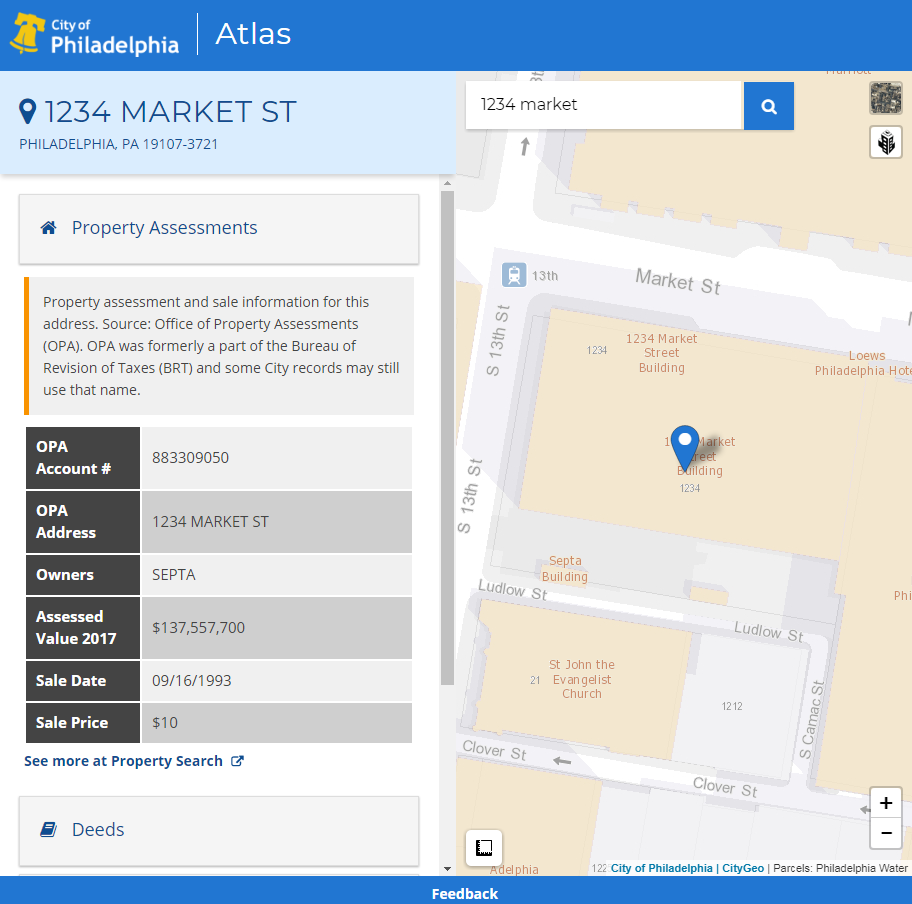 City of
Philadelphia
Atlas
1234 MARKET ST
PHILADELPHIA, PA 19107-3721
Property Assessments
Property assessment and sale information for this
address. Source: Office of Property Assessments
(OPA). OPA was formerly a part of the Bureau of
Revision of Taxes (BRT) and some City records may still
use that name.
OPA
Account #
883309050
OPA
Address
1234 MARKET ST
Owners
SEPTA
Assessed
Value 2017
$137,557,700
Sale Date
09/16/1993
Sale Price
$10
See more at Property Search
Deeds
1234 market
13th
Market St
S 13th St
1234
1234 Market
Street
Building
Loews
Philadelphia Hote
Market
Building
1234
S 13th St
Septa
Building
Ludlow St
Ludlow St
St John the
Evangelist
Church
21
1212
S Camac St
Clover St
Clover St
+
−
Adelphia
City of Philadelphia | CityGeo | Parcels: Philadelphia Water
Feedback